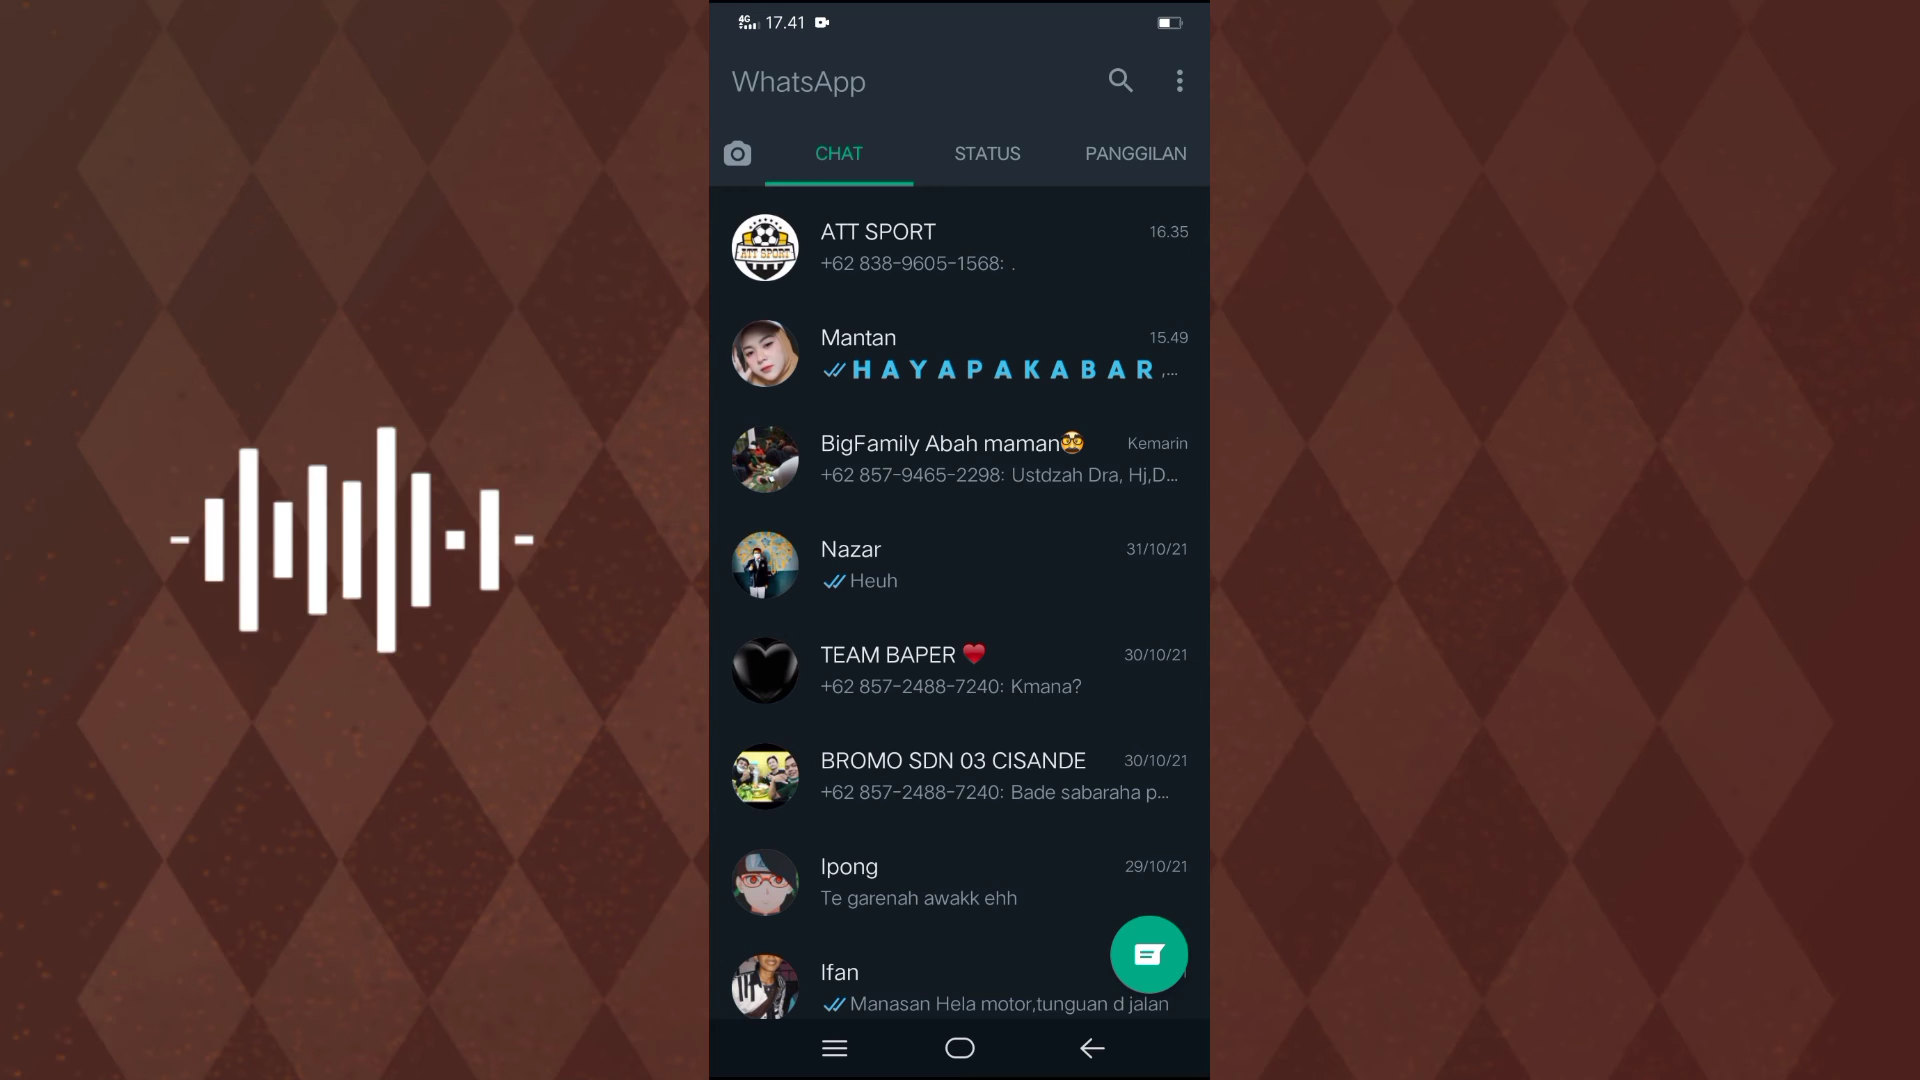 4G 17.41
WhatsApp
CHAT STATUS PANGGILAN
ATT SPORT 16.35
ATT SPORT
+62 838-9605-1568: .
Mantan 15.49
H A Y A P A K A B A R ,...
BigFamily Abah maman🥸 Kemarin
+62 857-9465-2298: Ustdzah Dra, Hj,D...
Nazar 31/10/21
Heuh
TEAM BAPER ♥️ 30/10/21
+62 857-2488-7240: Kmana?
BROMO SDN 03 CISANDE 30/10/21
+62 857-2488-7240: Bade sabaraha p...
Ipong 29/10/21
Te garenah awakk ehh
Ifan
Manasan Hela motor,tunguan d jalan